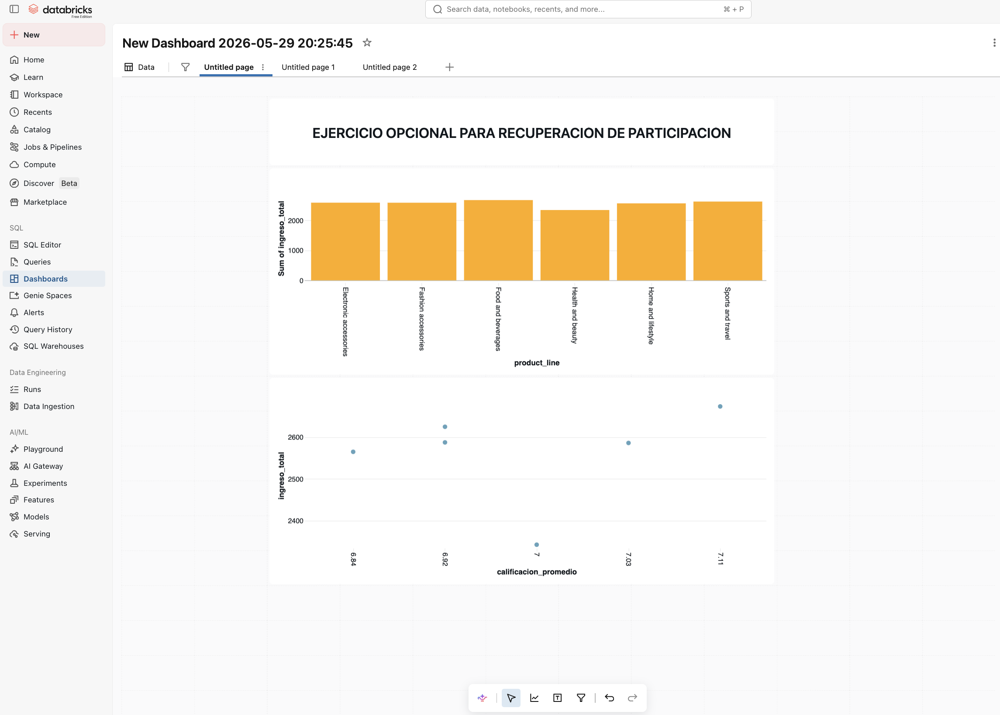 databricks
Free Edition
Search data, notebooks, recents, and more...
⌘ + P
New
Home
Learn
Workspace
Recents
Catalog
Jobs & Pipelines
Compute
Discover Beta
Marketplace
SQL
SQL Editor
Queries
Dashboards
Genie Spaces
Alerts
Query History
SQL Warehouses
Data Engineering
Runs
Data Ingestion
AI/ML
Playground
AI Gateway
Experiments
Features
Models
Serving
New Dashboard 2026-05-29 20:25:45
Data
Untitled page
Untitled page 1
Untitled page 2
EJERCICIO OPCIONAL PARA RECUPERACIÓN DE PARTICIPACIÓN
Sum of ingreso_total
2000
1000
0
Electronic accessories
Fashion accessories
Food and beverages
Health and beauty
Home and lifestyle
Sports and travel
product_line
ingreso_total
2600
2500
2400
6.84
6.92
7
7.03
7.11
calificacion_promedio